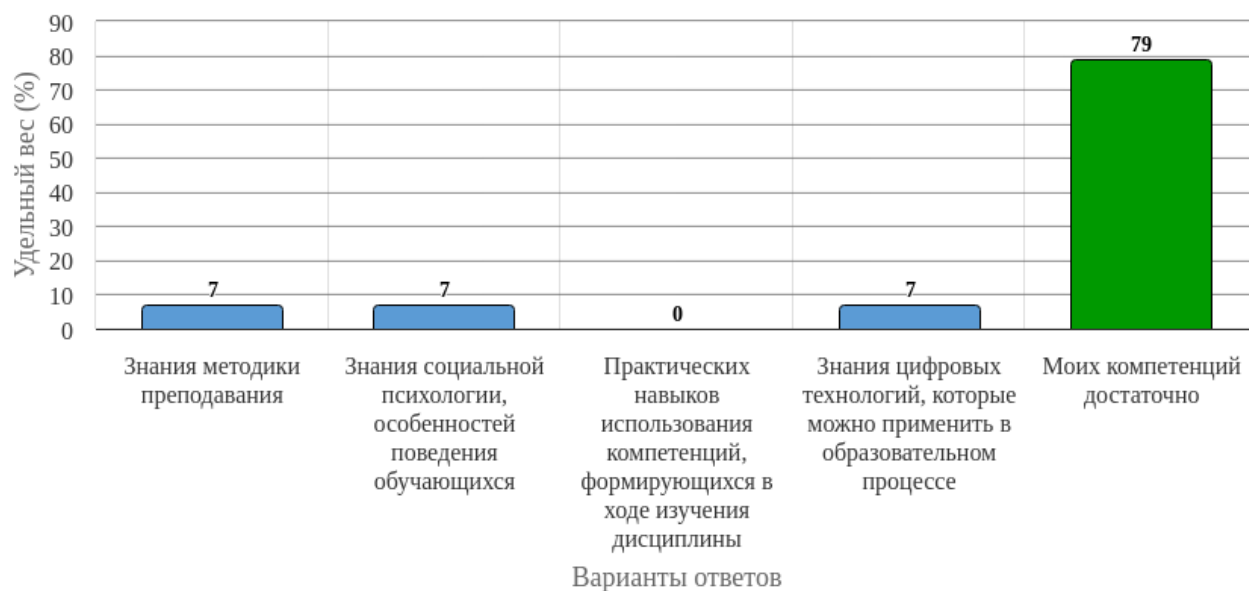 Удельный вес (%)
90
80
70
60
50
40
30
20
10
0
7
7
0
7
79
Знания методики
преподавания
Знания социальной
психологии,
особенностей
поведения
обучающихся
Практических
навыков
использования
компетенций,
формирующихся в
ходе изучения
дисциплины
Знания цифровых
технологий, которые
можно применить в
образовательном
процессе
Моих компетенций
достаточно
Варианты ответов